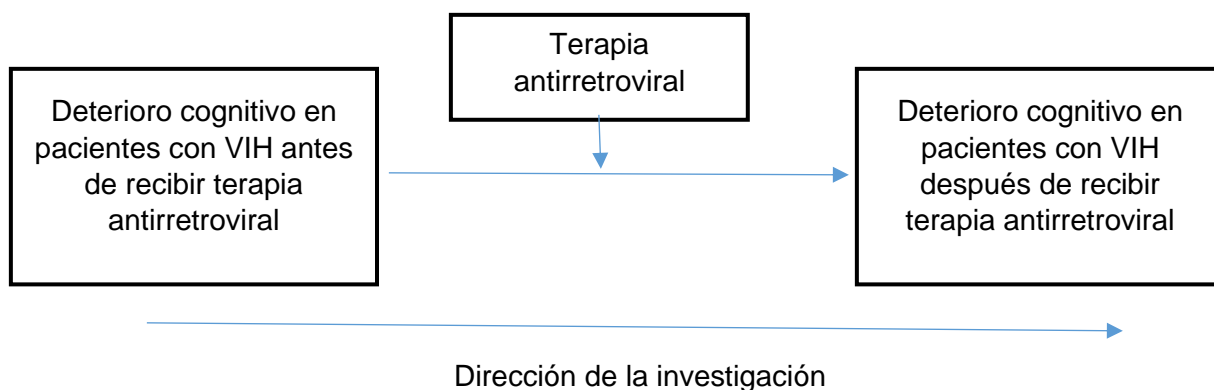 Terapia
antirretroviral
Deterioro cognitivo en
pacientes con VIH antes
de recibir terapia
antirretroviral
Deterioro cognitivo en
pacientes con VIH
después de recibir
terapia antirretroviral
Dirección de la investigación